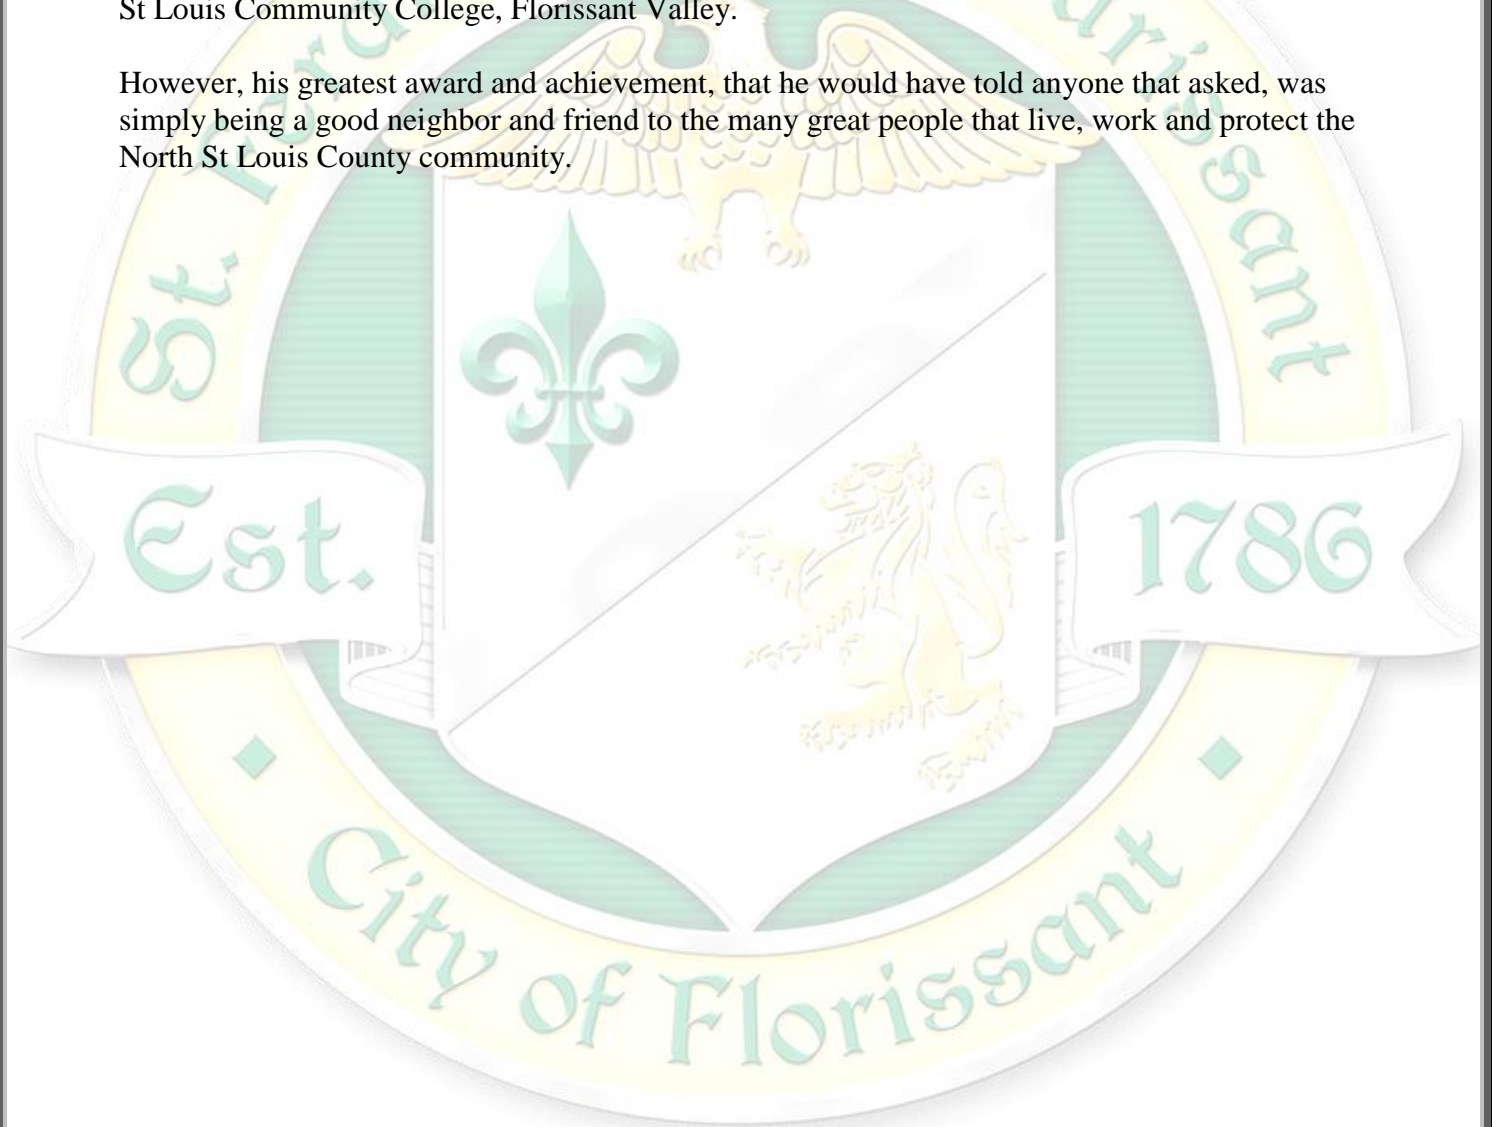 St Louis Community College, Florissant Valley.
However, his greatest award and achievement, that he would have told anyone that asked, was
simply being a good neighbor and friend to the many great people that live, work and protect the
North St Louis County community.
St.
Est.
1786
City of Florissant